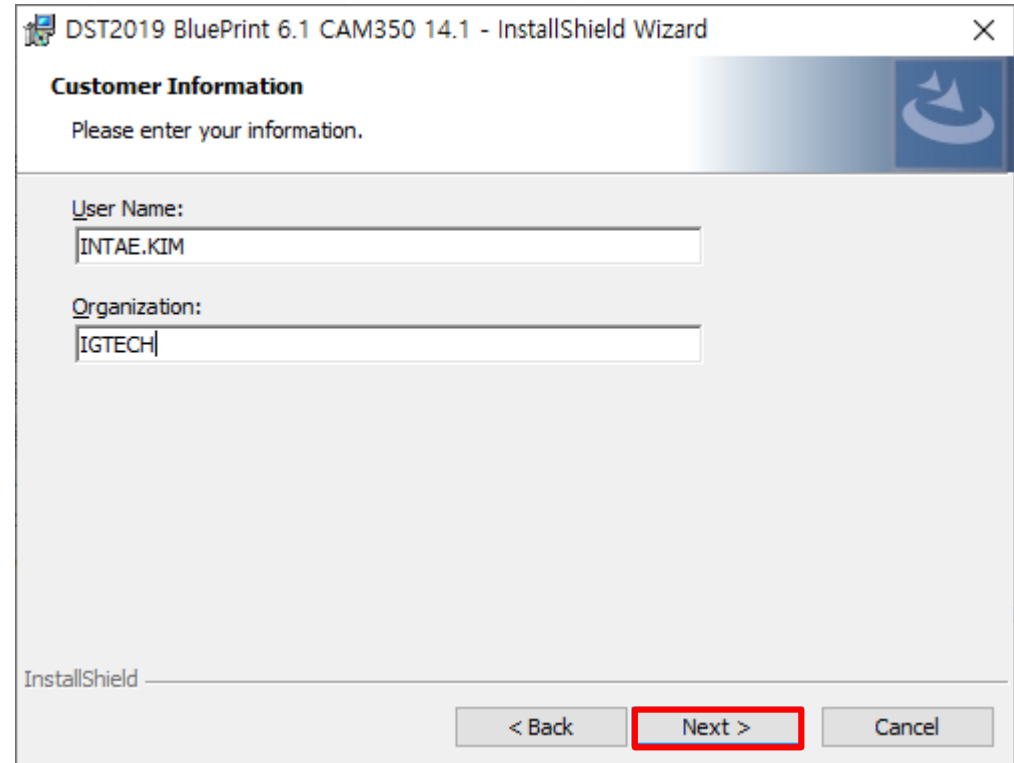 DST2019 BluePrint 6.1 CAM350 14.1 - InstallShield Wizard
Customer Information
Please enter your information.
User Name:
INTAE.KIM
Organization:
IGTECH
InstallShield
< Back Next > Cancel